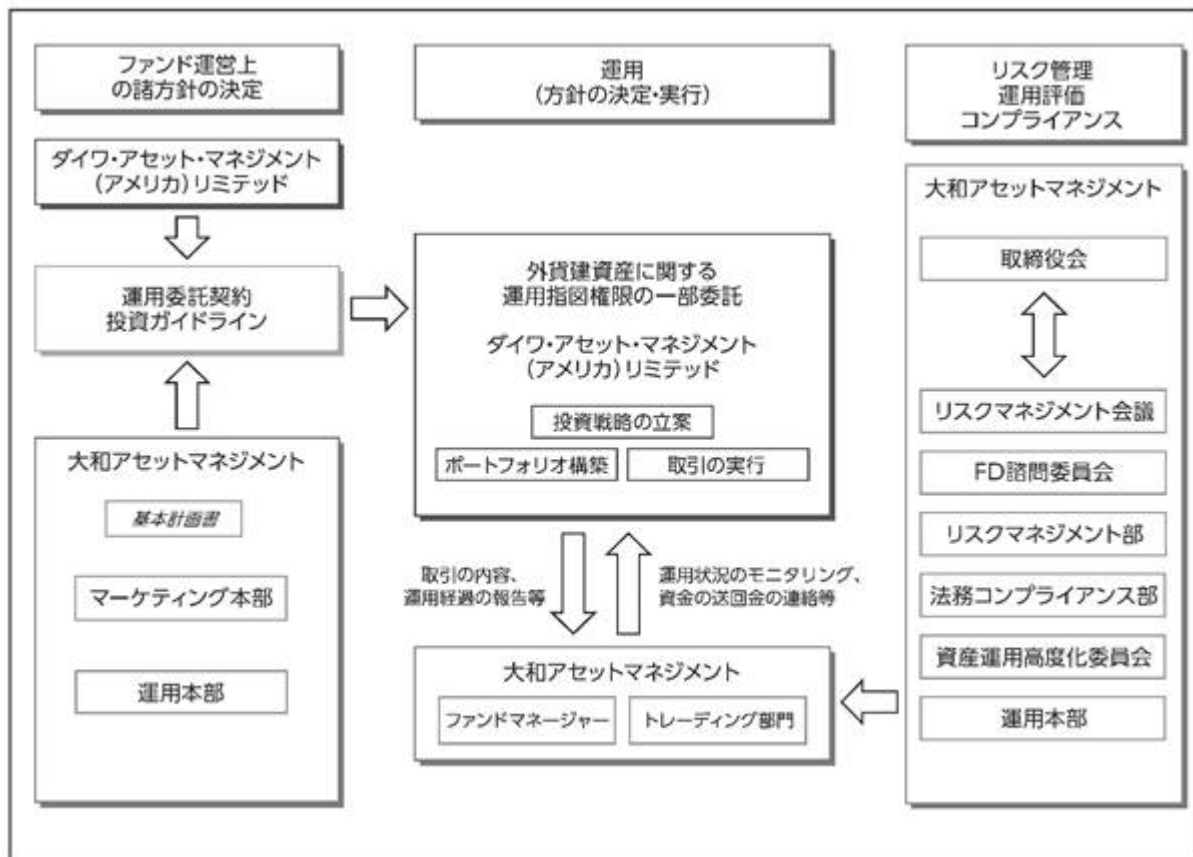 ファンド運営上
の諸方針の決定
ダイワ・アセット・マネジメント
(アメリカ)リミテッド
運用委託契約
投資ガイドライン
大和アセットマネジメント
基本計画書
マーケティング本部
運用本部
運用
(方針の決定・実行)
外貨建資産に関する
運用指図権限の一部委託
ダイワ・アセット・マネジメント
(アメリカ)リミテッド
投資戦略の立案
ポートフォリオ構築
取引の実行
取引の内容、
運用経過の報告等
運用状況のモニタリング、
資金の送回金の連絡等
大和アセットマネジメント
ファンドマネージャー
トレーディング部門
リスク管理
運用評価
コンプライアンス
大和アセットマネジメント
取締役会
リスクマネジメント会議
FD諮問委員会
リスクマネジメント部
法務コンプライアンス部
資産運用高度化委員会
運用本部